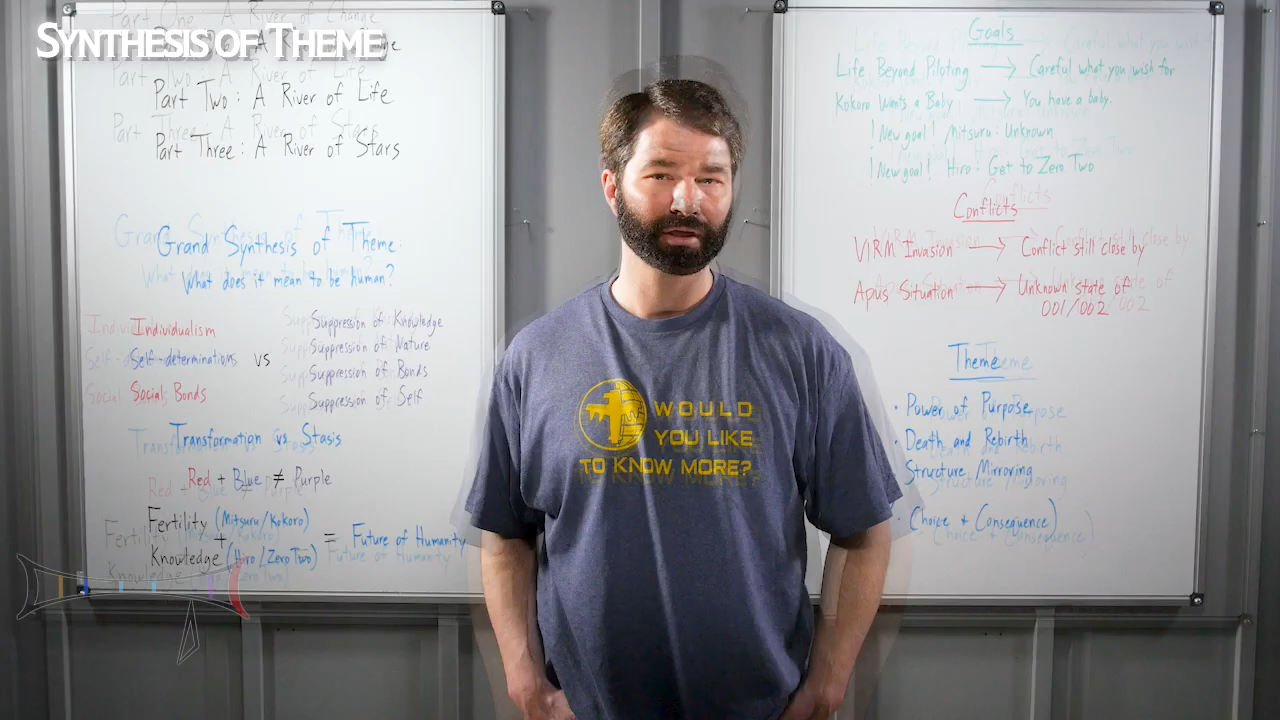 SYNTHESIS OF THEME
Part One: A River of Change
Part Two: A River of Life
Part Three: A River of Stars
Grand Synthesis of Theme:
What does it mean to be human?
Individualism
Self-determinations
Social Bonds
vs
Suppression of Knowledge
Suppression of Nature
Suppression of Bonds
Suppression of Self
Transformation vs. Stasis
Red + Blue ≠ Purple
Fertility (Mitsuru/Kokoro)
+
Knowledge (Hiro/Zero Two)
= Future of Humanity
WOULD
YOU LIKE
TO KNOW MORE?
Goals
Life Beyond Piloting → Careful what you wish for
Kokoro Wants a Baby → You have a baby.
!New goal! Mitsuru: Unknown
!New goal! Hiro: Get to Zero Two
Conflicts
VIRM Invasion → Conflict still close by
Apus Situation → Unknown state of
001/002
Theme
• Power of Purpose
• Death and Rebirth
Structure Mirroring
• (Choice + Consequence)